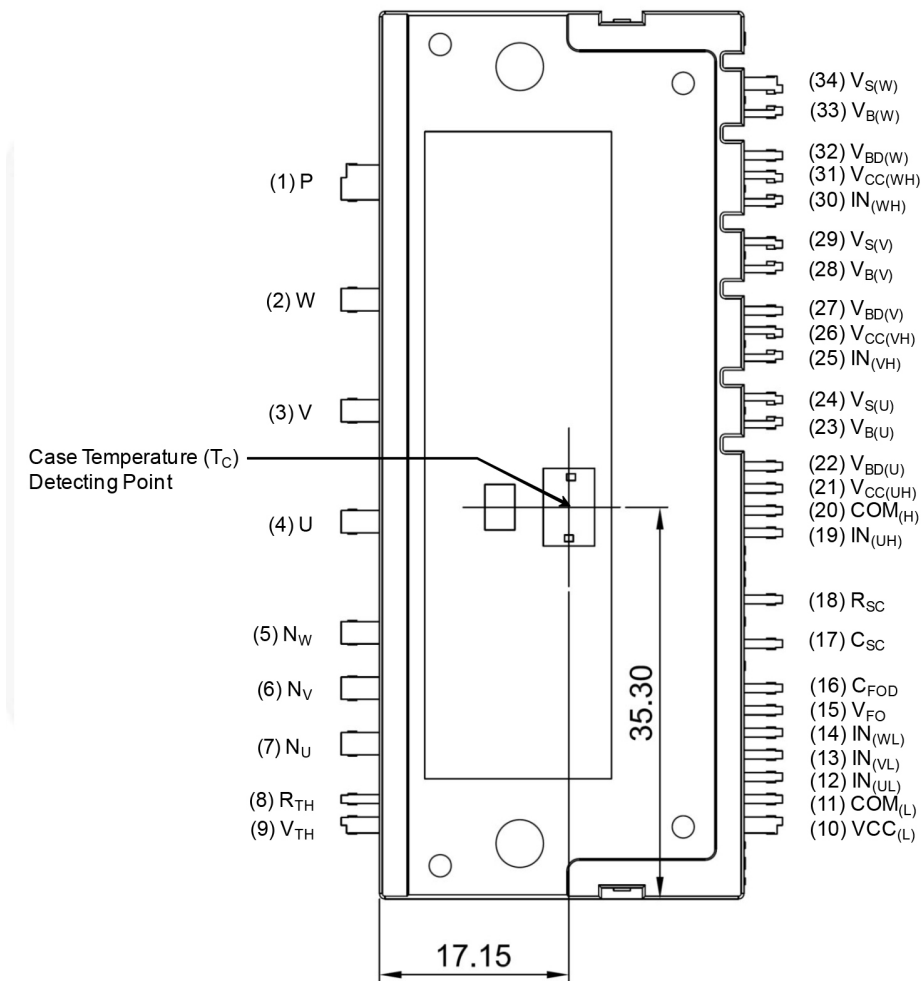 (1) P
(2) W
(3) V
Case Temperature (TC)
Detecting Point
(4) U
(5) NW
(6) NV
(7) NU
(8) RTH
(9) VTH
(34) VS(W)
(33) VB(W)
(32) VBD(W)
(31) VCC(WH)
(30) IN(WH)
(29) VS(V)
(28) VB(V)
(27) VBD(V)
(26) VCC(VH)
(25) IN(VH)
(24) VS(U)
(23) VB(U)
(22) VBD(U)
(21) VCC(UH)
(20) COM(H)
(19) IN(UH)
(18) RSC
(17) CSC
(16) CFOD
(15) VFO
(14) IN(WL)
(13) IN(VL)
(12) IN(UL)
(11) COM(L)
(10) VCC(L)
35.30
17.15